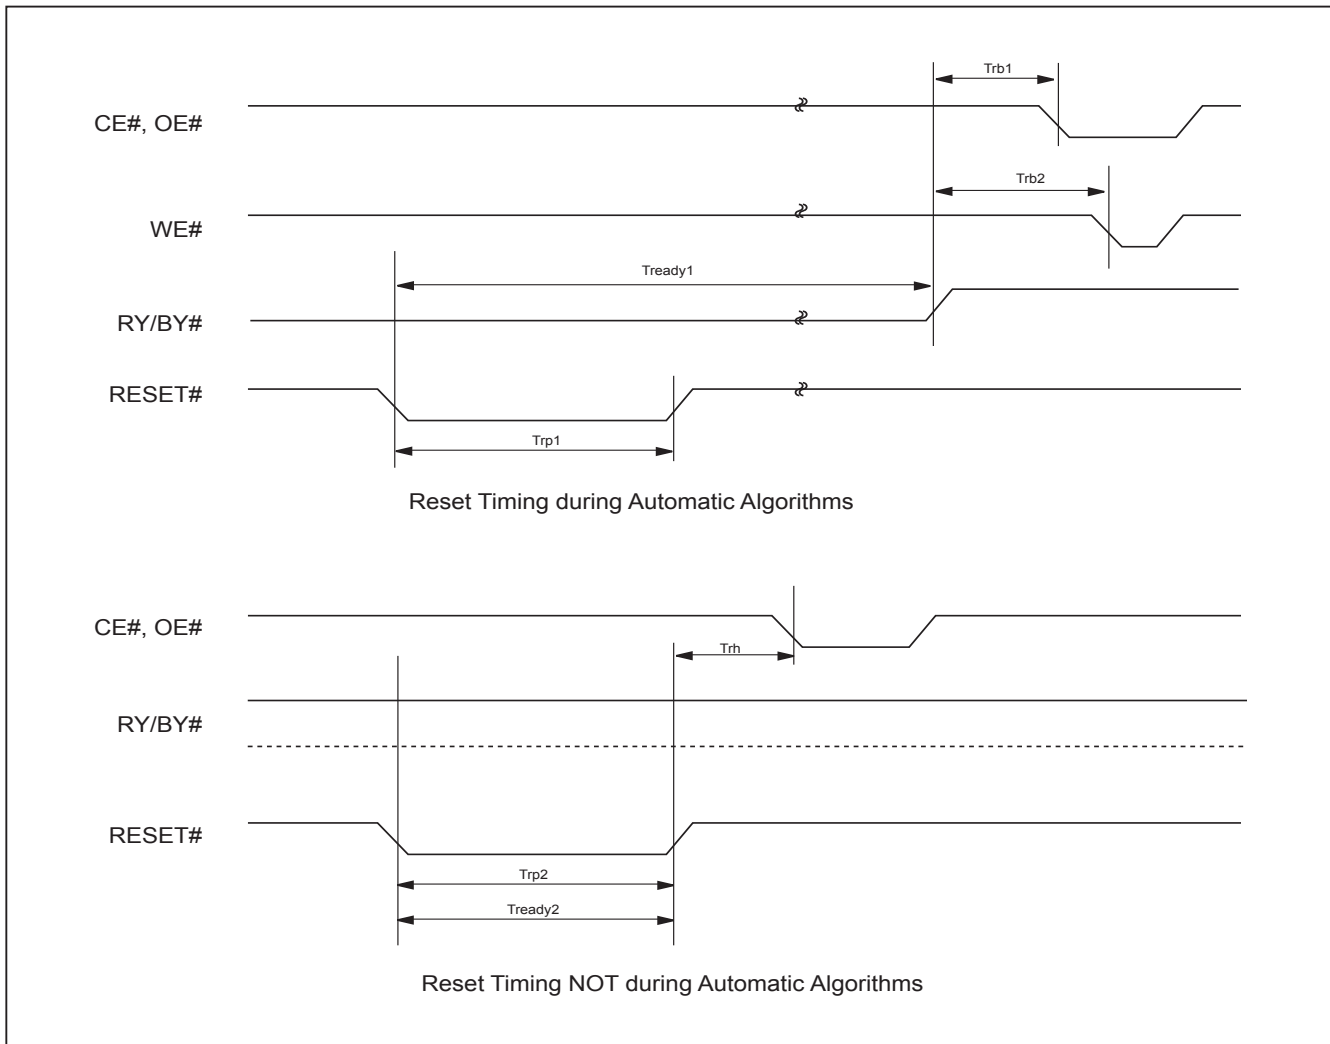 Trb1
CE#, OE#
Trb2
WE#
Tready1
RY/BY#
RESET#
Trp1
Reset Timing during Automatic Algorithms
CE#, OE#
Trh
RY/BY#
RESET#
Trp2
Tready2
Reset Timing NOT during Automatic Algorithms